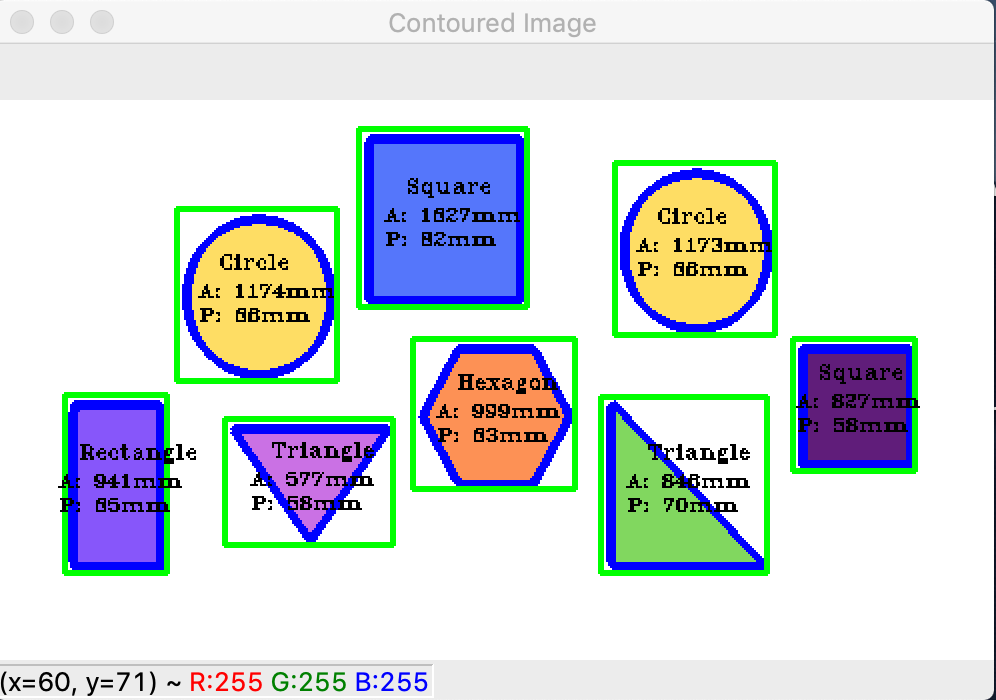 Contoured Image
Square
A: 1627mm
P: 82mm
Circle
A: 1173mm
P: 66mm
Circle
A: 1174mm
P: 66mm
Hexagon
A: 999mm
P: 63mm
Square
A: 827mm
P: 58mm
Rectangle
A: 941mm
P: 65mm
Triangle
A: 577mm
P: 58mm
Triangle
A: 846mm
P: 70mm
(x=60, y=71) ~ R:255 G:255 B:255